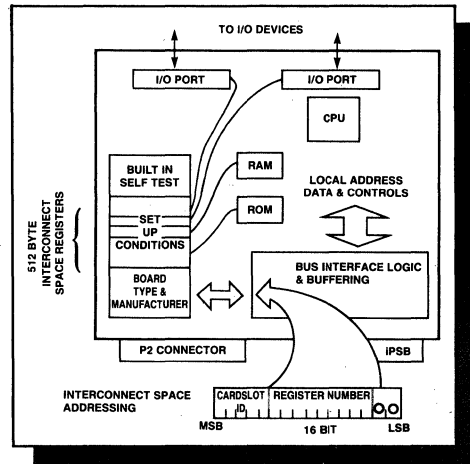 TO I/O DEVICES
I/O PORT
I/O PORT
CPU
BUILT IN
SELF TEST
RAM
LOCAL ADDRESS
DATA & CONTROLS
ROM
SET
UP
CONDITIONS
512 BYTE
INTERCONNECT
SPACE REGISTERS
BUS INTERFACE LOGIC
& BUFFERING
BOARD
TYPE &
MANUFACTURER
P2 CONNECTOR
iPSB
INTERCONNECT SPACE
ADDRESSING
CARDSLOT
ID
REGISTER NUMBER
0 0
MSB
16 BIT
LSB